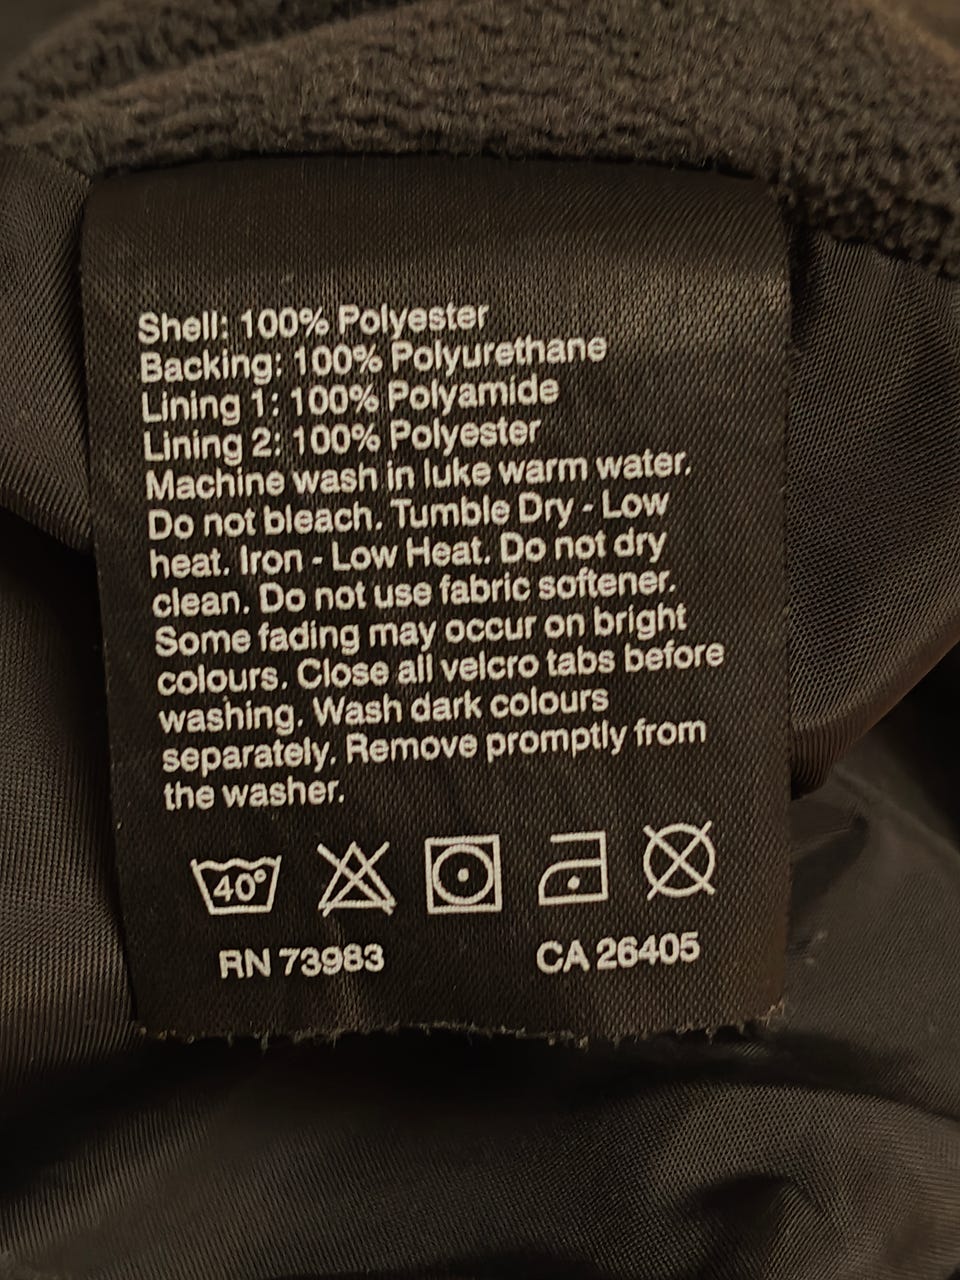 Shell: 100% Polyester
Backing: 100% Polyurethane
Lining 1: 100% Polyamide
Lining 2: 100% Polyester
Machine wash in luke warm water.
Do not bleach. Tumble Dry - Low
heat. Iron - Low Heat. Do not dry
clean. Do not use fabric softener.
Some fading may occur on bright
colours. Close all velcro tabs before
washing. Wash dark colours
separately. Remove promptly from
the washer.
40°
RN 73983 CA 26405